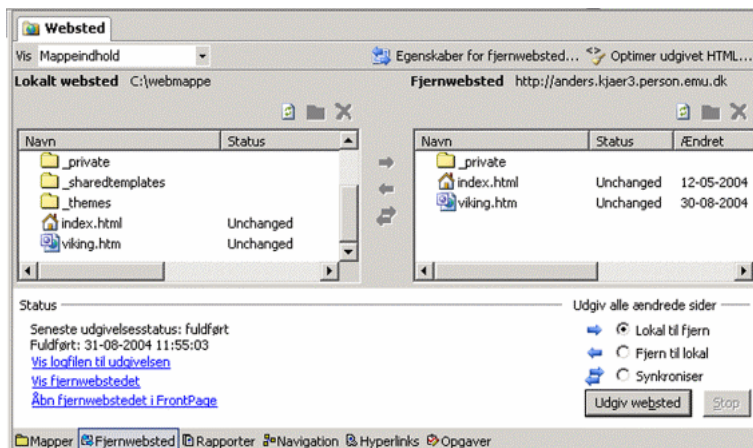 Websted
Vis Mappeindhold Egenskaber for fjernwebsted... Optimer udgivet HTML...
Lokalt websted C:\webmappe
Fjernwebsted http://anders.kjaer3.person.emu.dk
Navn Status
_private
_sharedtemplates
_themes
index.html Unchanged
viking.htm Unchanged
Navn Status Ændret
_private
index.html Unchanged 12-05-2004
viking.htm Unchanged 30-08-2004
Status
Seneste udgivelsesstatus: fuldført
Fuldført: 31-08-2004 11:55:03
Vis logfilen til udgivelsen
Vis fjernwebstedet
Åbn fjernwebstedet i FrontPage
Udgiv alle ændrede sider
Lokal til fjern
Fjern til lokal
Synkroniser
Udgiv websted Stop
Mapper Fjernwebsted Rapporter Navigation Hyperlinks Opgaver